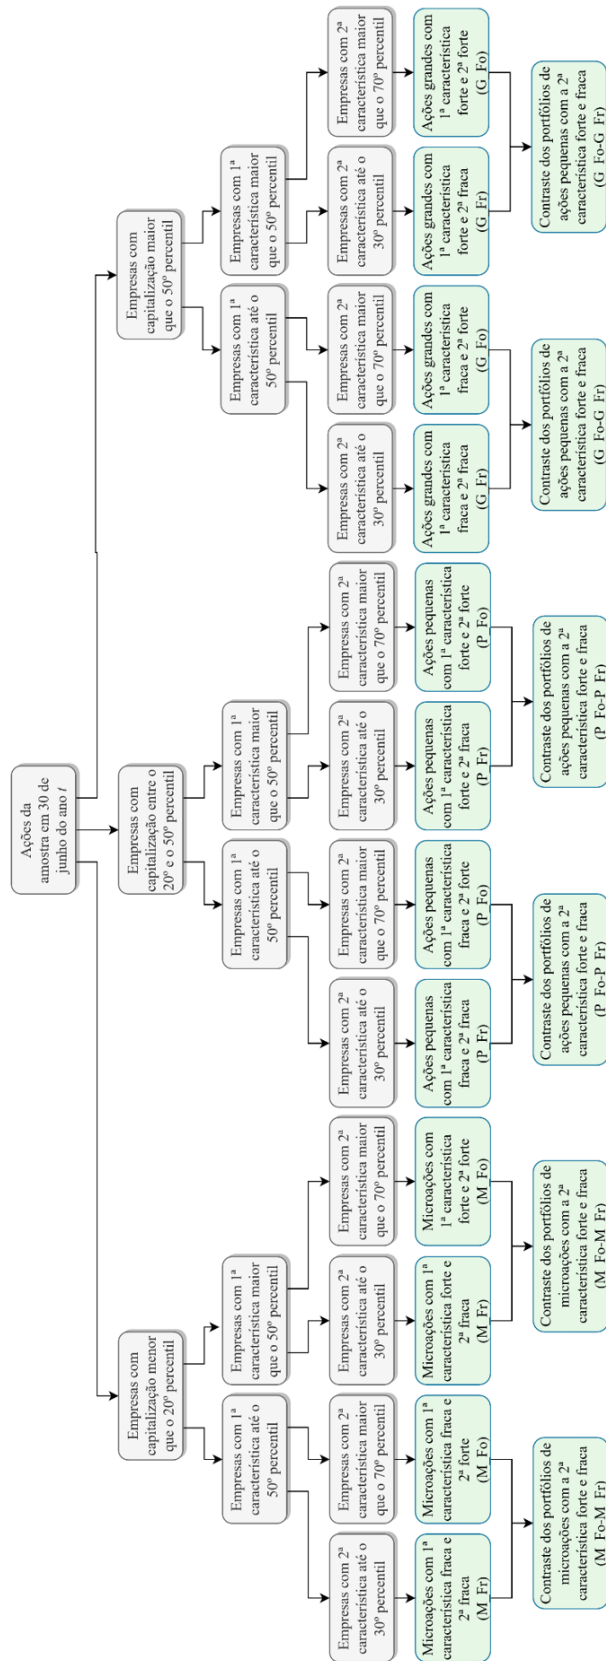 Ações da
amostra em 30 de
junho do ano t
Empresas com
capitalização menor
que o 20º percentil
Empresas com
capitalização entre o
20º e o 50º percentil
Empresas com
capitalização maior
que o 50º percentil
Empresas com 1ª
característica até o
50º percentil
Empresas com 1ª
característica maior
que o 50º percentil
Empresas com 1ª
característica até o
50º percentil
Empresas com 1ª
característica maior
que o 50º percentil
Empresas com 1ª
característica até o
50º percentil
Empresas com 1ª
característica maior
que o 50º percentil
Empresas com 2ª
característica até o
30º percentil
Empresas com 2ª
característica maior
que o 70º percentil
Empresas com 2ª
característica até o
30º percentil
Empresas com 2ª
característica maior
que o 70º percentil
Empresas com 2ª
característica até o
30º percentil
Empresas com 2ª
característica maior
que o 70º percentil
Empresas com 2ª
característica até o
30º percentil
Empresas com 2ª
característica maior
que o 70º percentil
Empresas com 2ª
característica até o
30º percentil
Empresas com 2ª
característica maior
que o 70º percentil
Empresas com 2ª
característica até o
30º percentil
Empresas com 2ª
característica maior
que o 70º percentil
Microações com 1ª
característica fraca e
2ª fraca
(M_Fr)
Microações com 1ª
característica fraca e
2ª forte
(M_Fo)
Microações com 1ª
característica forte e
2ª fraca
(M_Fr)
Microações com
1ª característica
forte e 2ª forte
(M_Fo)
Ações pequenas
com 1ª característica
fraca e 2ª fraca
(P_Fr)
Ações pequenas
com 1ª característica
fraca e 2ª forte
(P_Fo)
Ações pequenas
com 1ª característica
forte e 2ª fraca
(P_Fr)
Ações pequenas
com 1ª característica
forte e 2ª forte
(P_Fo)
Ações grandes com
1ª característica
fraca e 2ª fraca
(G_Fr)
Ações grandes com
1ª característica
fraca e 2ª forte
(G_Fo)
Ações grandes com
1ª característica
forte e 2ª fraca
(G_Fr)
Ações grandes com
1ª característica
forte e 2ª forte
(G_Fo)
Contraste dos portfólios de
microações com a 2ª
característica forte e fraca
(M_Fo-M_Fr)
Contraste dos portfólios de
microações com a 2ª
característica forte e fraca
(M_Fo-M_Fr)
Contraste dos portfólios de
ações pequenas com a 2ª
característica forte e fraca
(P_Fo-P_Fr)
Contraste dos portfólios de
ações pequenas com a 2ª
característica forte e fraca
(P_Fo-P_Fr)
Contraste dos portfólios de
ações pequenas com a 2ª
característica forte e fraca
(G_Fo-G_Fr)
Contraste dos portfólios de
ações pequenas com a 2ª
característica forte e fraca
(G_Fo-G_Fr)